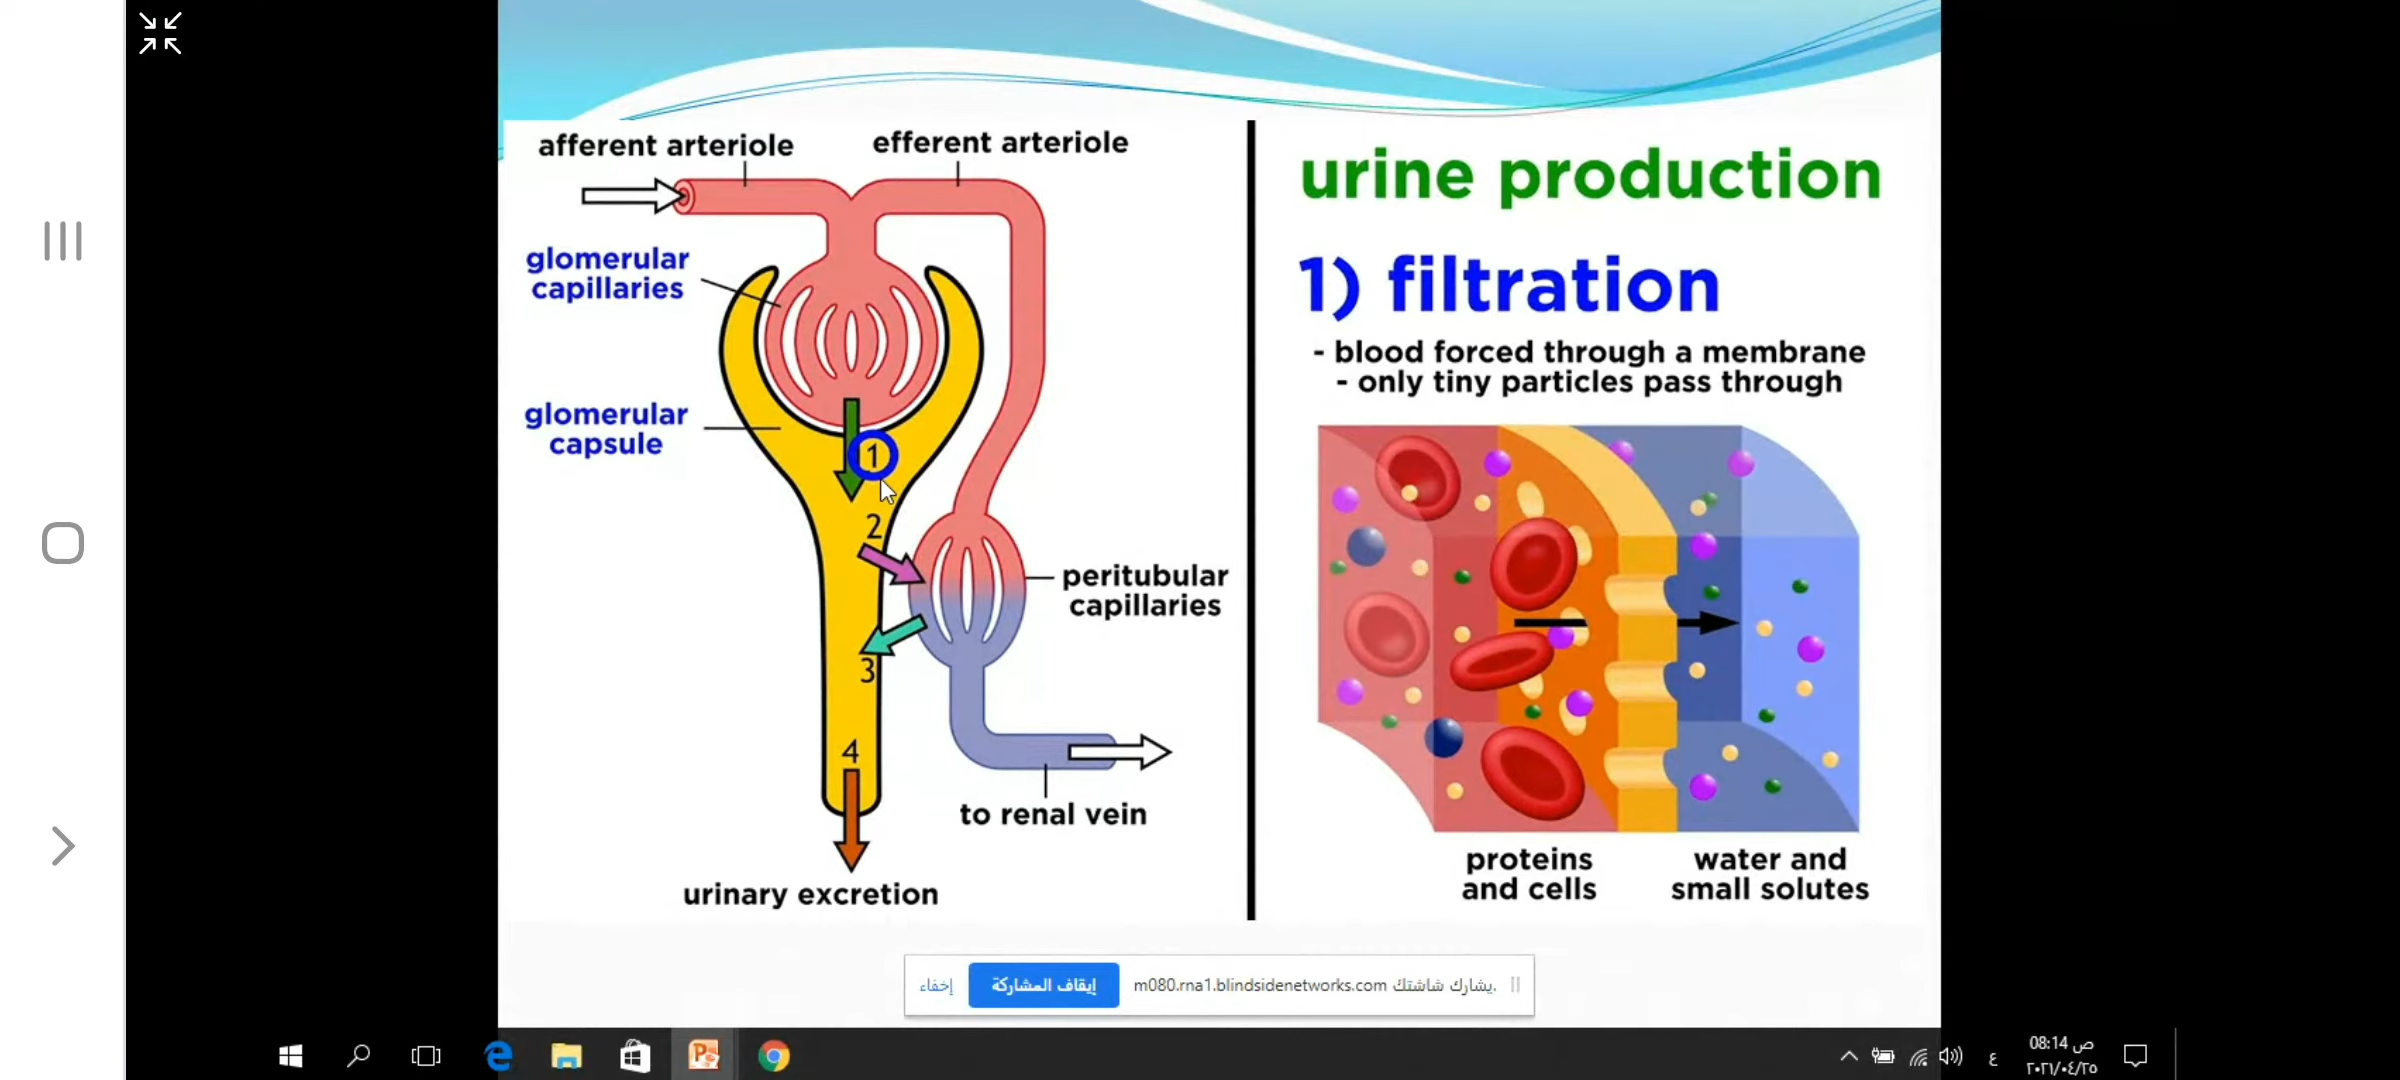 afferent arteriole
efferent arteriole
glomerular
capillaries
glomerular
capsule
1
2
3
4
peritubular
capillaries
to renal vein
urinary excretion
urine production
1) filtration
- blood forced through a membrane
- only tiny particles pass through
proteins
and cells
water and
small solutes
m080.rna1.blindsidenetworks.com يشارك شاشتك.
إيقاف المشاركة
إخفاء
ع
08:14 ص
٢٠٢١/٠٤/٢٥